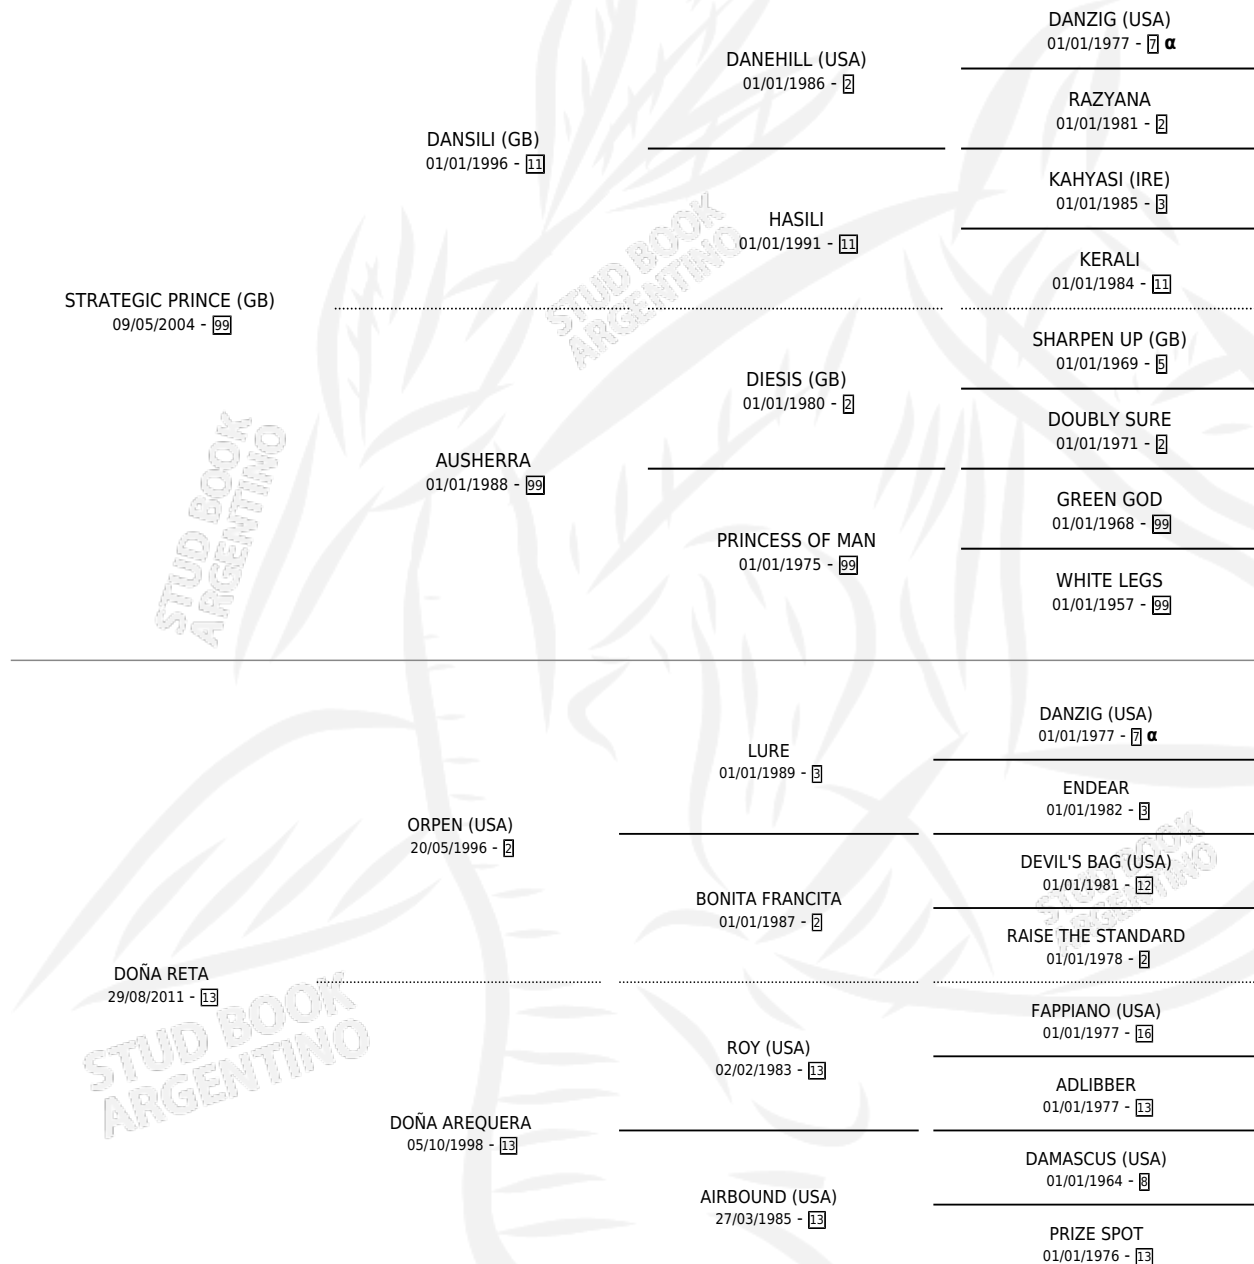 DANZIG (USA)
01/01/1977 - 7 α
DANEHILL (USA)
01/01/1986 - 2
RAZYANA
01/01/1981 - 2
DANSILI (GB)
01/01/1996 - 11
KAHYASI (IRE)
01/01/1985 - 3
HASILI
01/01/1991 - 11
KERALI
01/01/1984 - 11
STRATEGIC PRINCE (GB)
09/05/2004 - 99
STUD BOOK
ARGENTINO
SHARPEN UP (GB)
01/01/1969 - 5
DIESIS (GB)
01/01/1980 - 2
DOUBLY SURE
01/01/1971 - 2
AUSHERRA
01/01/1988 - 99
GREEN GOD
01/01/1968 - 99
PRINCESS OF MAN
01/01/1975 - 99
WHITE LEGS
01/01/1957 - 99
STUD BOOK
ARGENTINO
DANZIG (USA)
01/01/1977 - 7 α
LURE
01/01/1989 - 3
ENDEAR
01/01/1982 - 3
ORPEN (USA)
20/05/1996 - 2
DEVIL'S BAG (USA)
01/01/1981 - 12
BONITA FRANCITA
01/01/1987 - 2
RAISE THE STANDARD
01/01/1978 - 2
STUD BOOK
ARGENTINO
DOÑA RETA
29/08/2011 - 13
STUD BOOK
ARGENTINO
FAPPIANO (USA)
01/01/1977 - 16
ROY (USA)
02/02/1983 - 13
ADLIBBER
01/01/1977 - 13
DOÑA AREQUERA
05/10/1998 - 13
DAMASCUS (USA)
01/01/1964 - 8
AIRBOUND (USA)
27/03/1985 - 13
PRIZE SPOT
01/01/1976 - 13